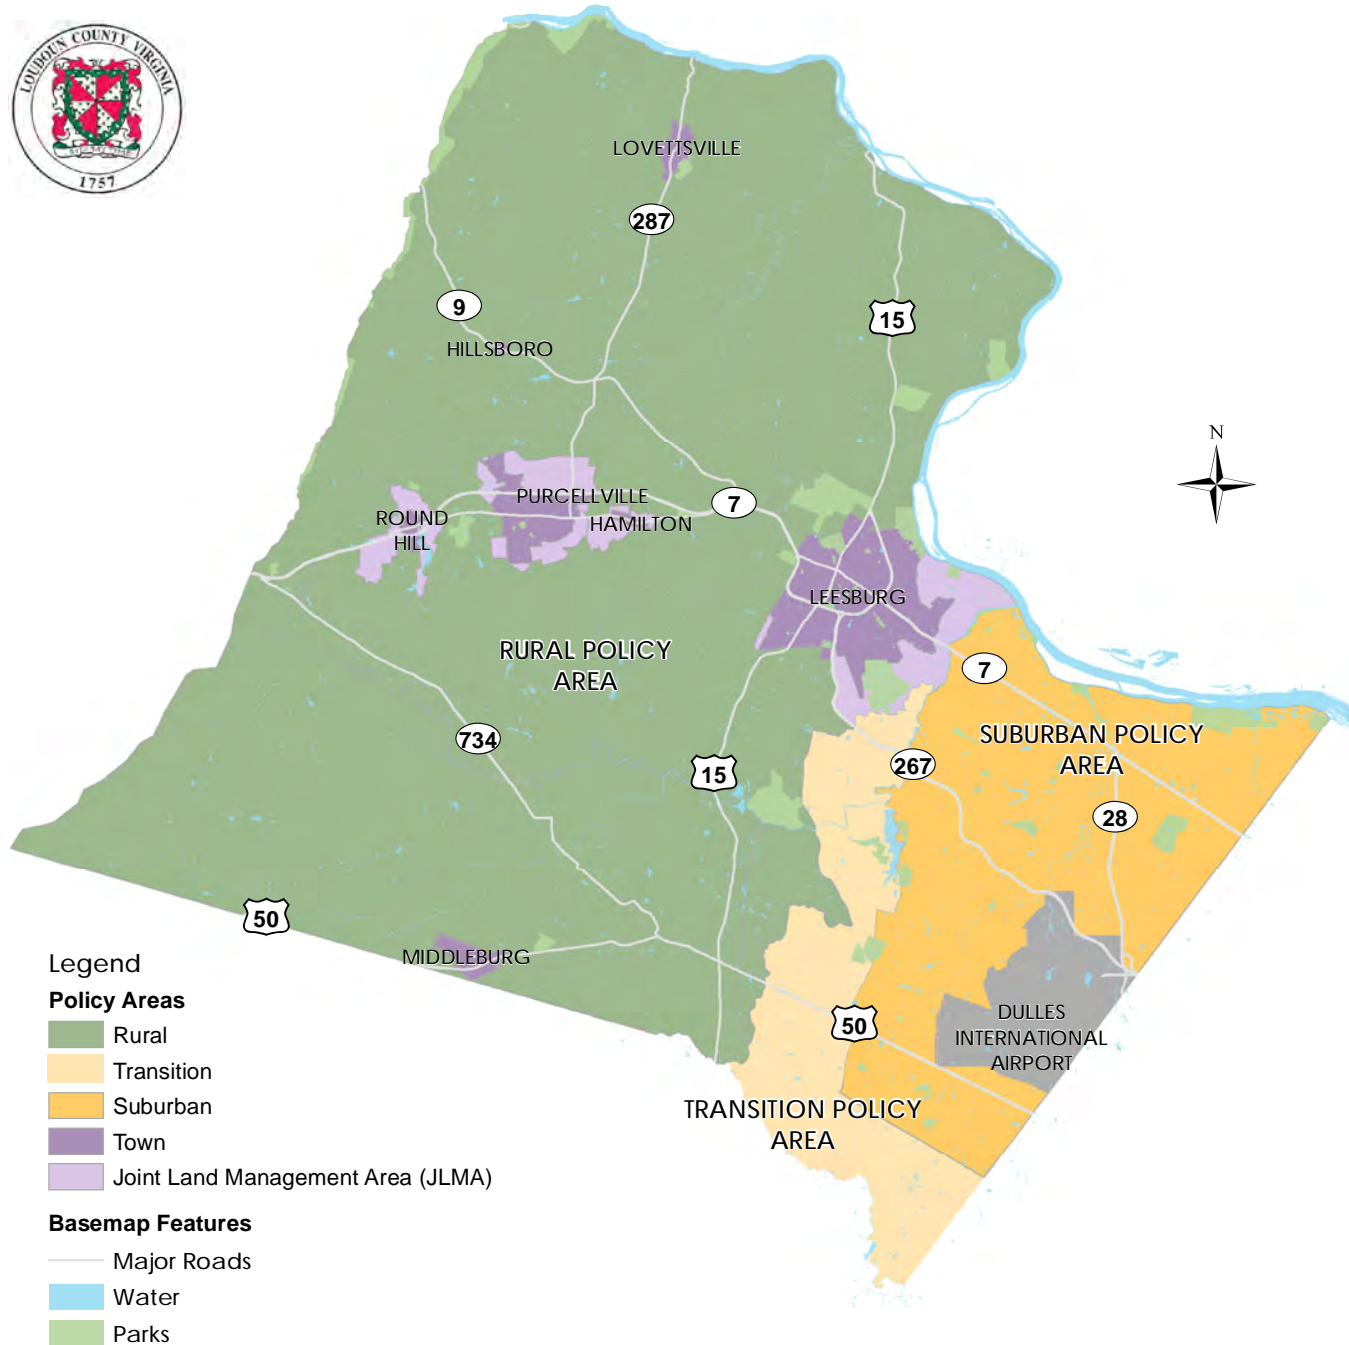 LOUDOUN COUNTY VIRGINIA
1757
LOVETTSVILLE
287
9
15
HILLSBORO
N
PURCELLVILLE
7
ROUND
HILL
HAMILTON
LEESBURG
RURAL POLICY
AREA
7
734
15
SUBURBAN POLICY
AREA
267
28
50
MIDDLEBURG
DULLES
INTERNATIONAL
AIRPORT
50
TRANSITION POLICY
AREA
Legend
Policy Areas
Rural
Transition
Suburban
Town
Joint Land Management Area (JLMA)
Basemap Features
Major Roads
Water
Parks